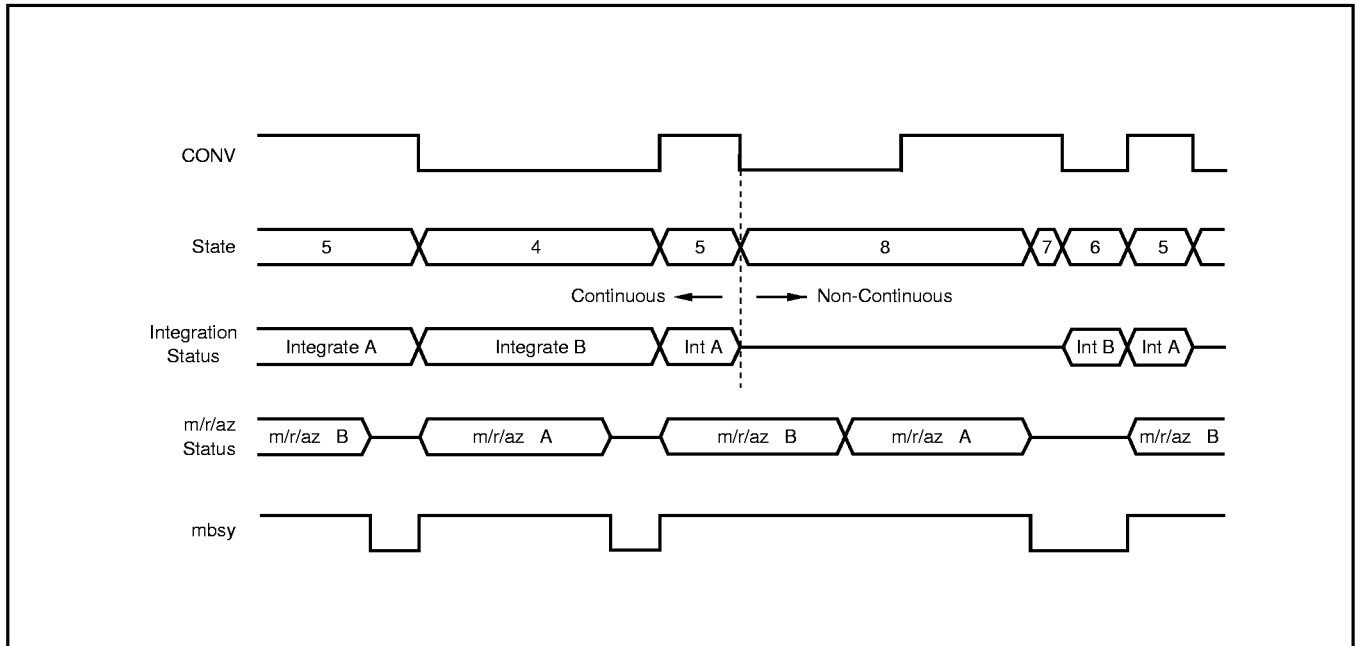 CONV
State
5
4
5
8
7
6
5
Continuous
Non-Continuous
Integration
Status
Integrate A
Integrate B
Int A
Int B
Int A
m/r/az
Status
m/r/az B
m/r/az A
m/r/az B
m/r/az A
m/r/az B
mbsy